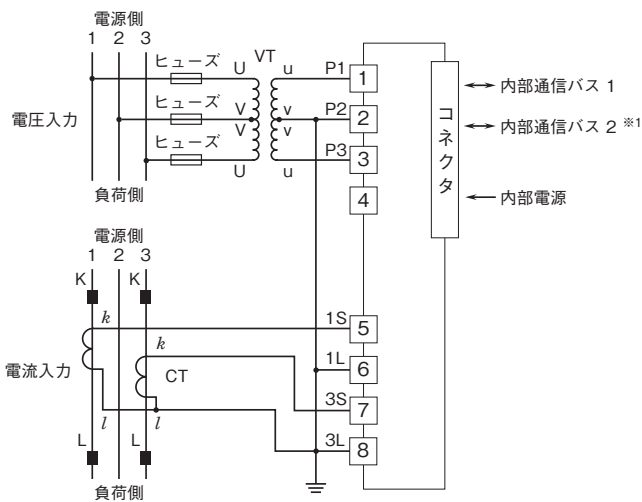 電源側
1 2 3
ヒューズ
VT
U u
P1
1
電圧入力
ヒューズ
V v
V v
P2
2
ヒューズ
U u
P3
3
4
負荷側
コネクタ
内部通信バス 1
内部通信バス 2 ※1
内部電源
電源側
1 2 3
K K
k
1S
5
電流入力
k
CT
1L
6
3S
7
l l
L L
3L
8
負荷側